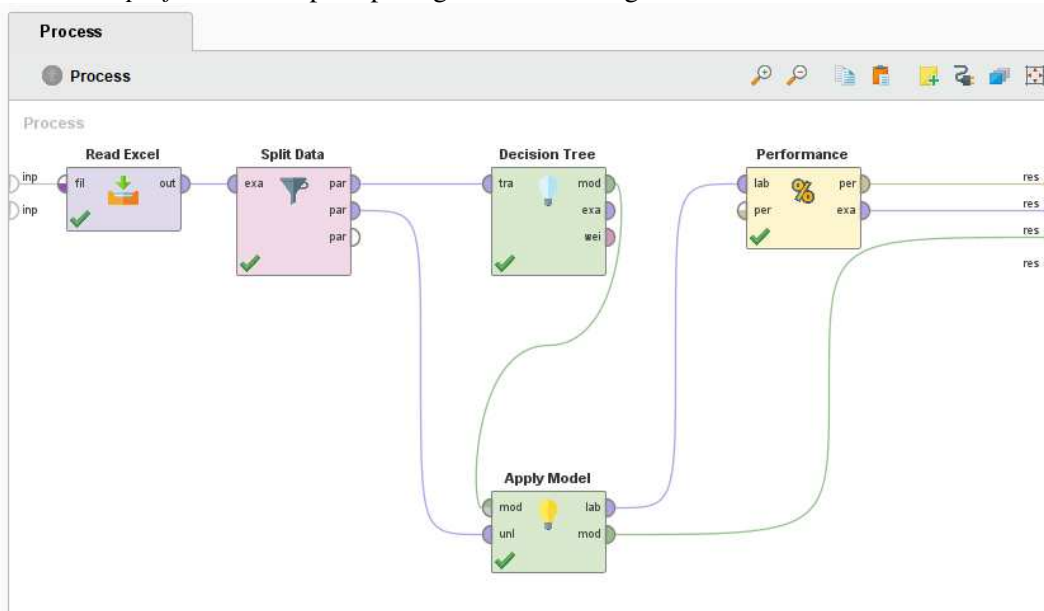 Process
Process
Process
Read Excel
Split Data
Decision Tree
Performance
inp
fil
out
exa
par
tra
mod
lab
per
res
inp
par
exa
per
exa
res
par
wei
res
res
Apply Model
mod
lab
unl
mod